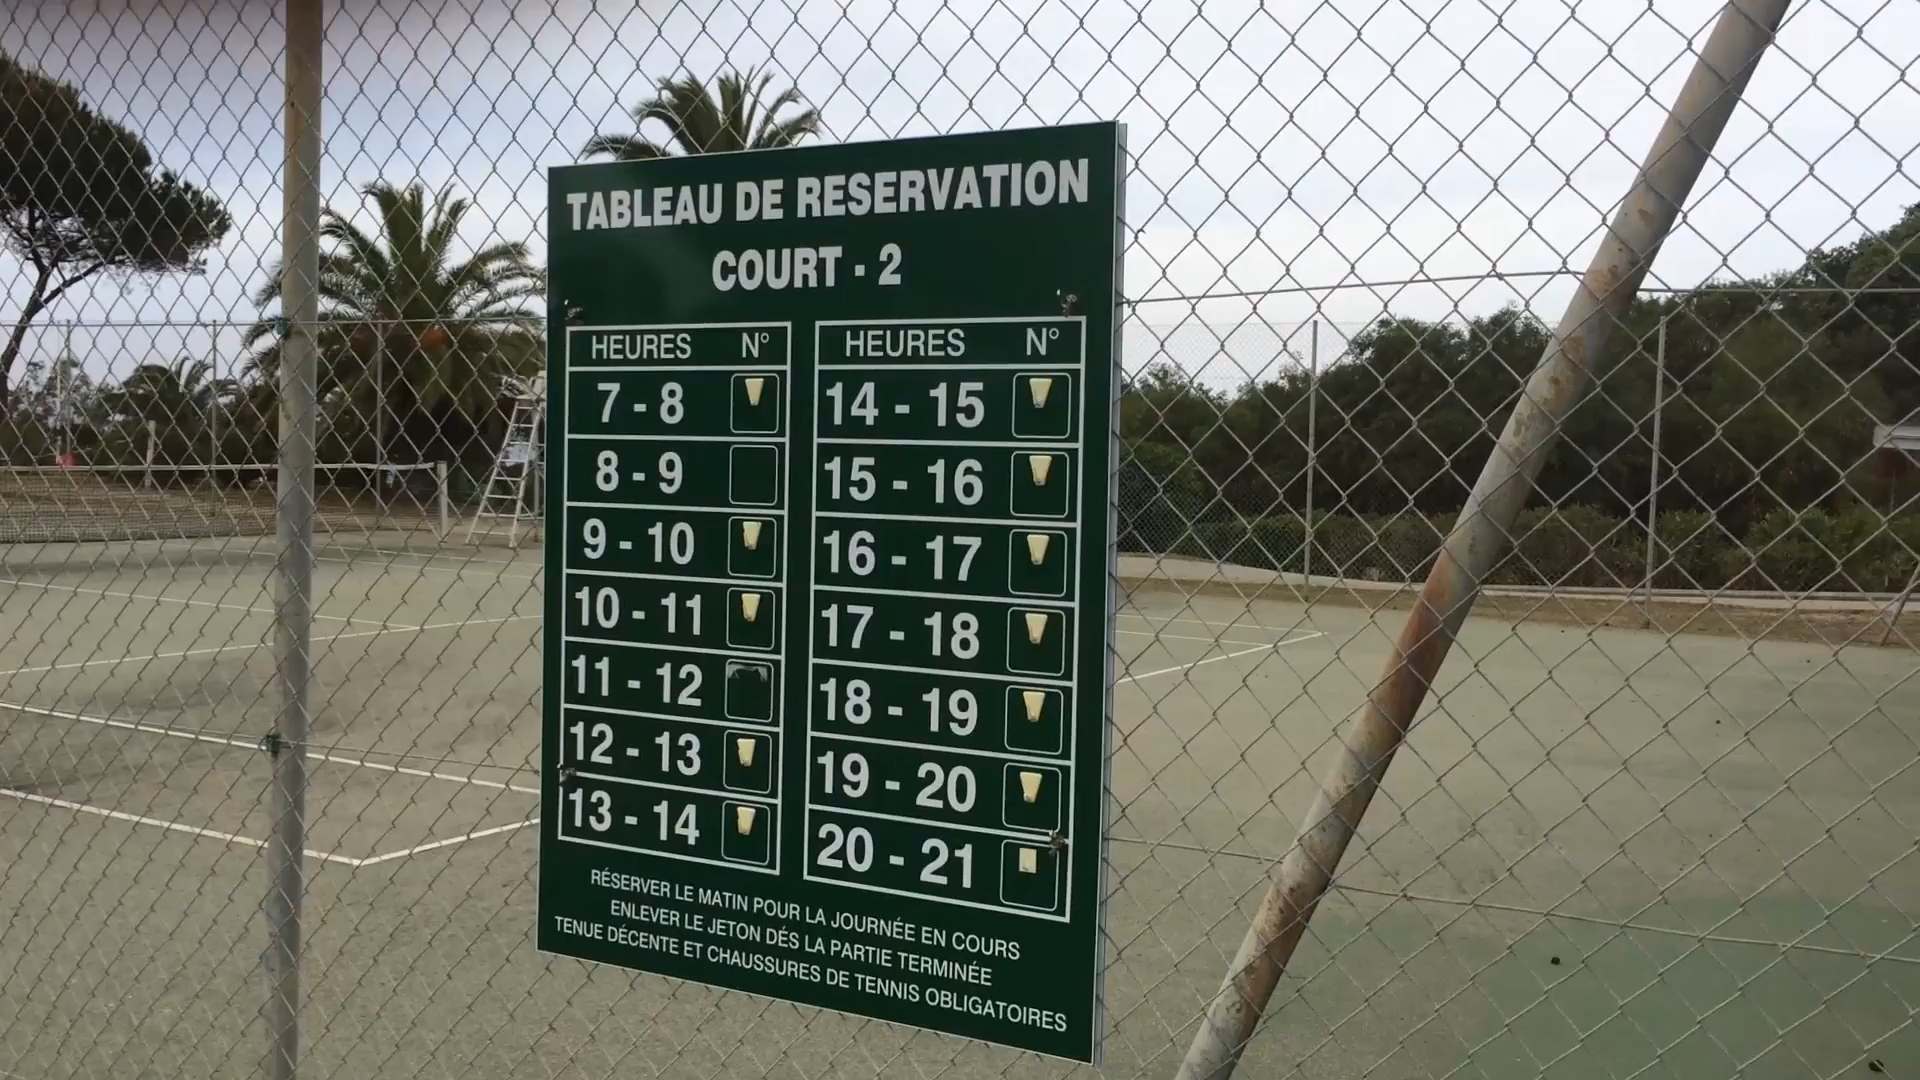 TABLEAU DE RESERVATION
COURT - 2
HEURES N°
7 - 8
8 - 9
9 - 10
10 - 11
11 - 12
12 - 13
13 - 14
HEURES N°
14 - 15
15 - 16
16 - 17
17 - 18
18 - 19
19 - 20
20 - 21
RÉSERVER LE MATIN POUR LA JOURNÉE EN COURS
ENLEVER LE JETON DÉS LA PARTIE TERMINÉE
TENUE DÉCENTE ET CHAUSSURES DE TENNIS OBLIGATOIRES